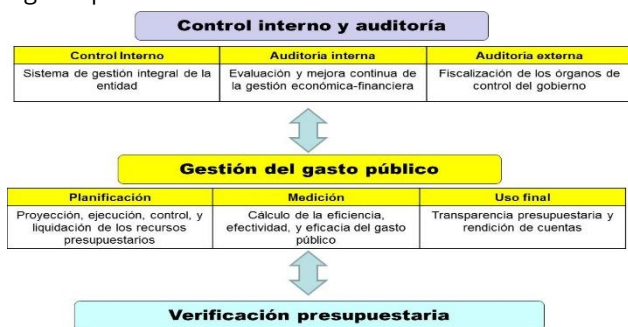 Control interno y auditoría
Control Interno
Auditoria interna
Auditoria externa
Sistema de gestión integral de la
entidad
Evaluación y mejora continua de
la gestión económica-financiera
Fiscalización de los órganos de
control del gobierno
Gestión del gasto público
Planificación
Medición
Uso final
Proyección, ejecución, control, y
liquidación de los recursos
presupuestarios
Cálculo de la eficiencia,
efectividad, y eficacia del gasto
público
Transparencia presupuestaria y
rendición de cuentas
Verificación presupuestaria